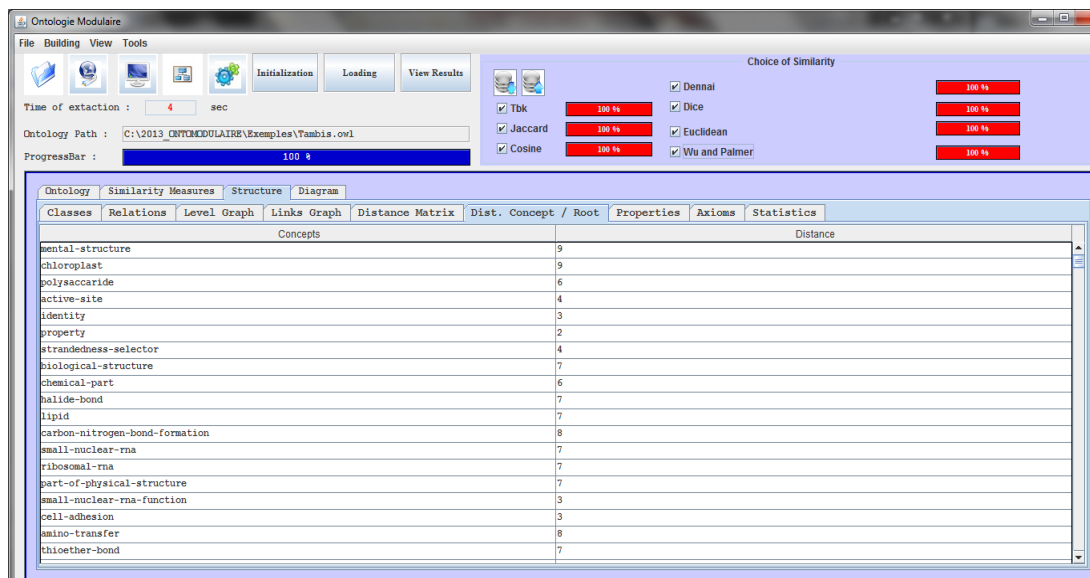 Ontologie Modulaire
File Building View Tools
Initialization Loading View Results
Time of extaction : 4 sec
Ontology Path : C:\2013_ONTOMODULAIRE\Exemples\Tambis.owl
ProgressBar : 100 %
Choice of Similarity
Tbk 100 %
Jaccard 100 %
Cosine 100 %
Dennai 100 %
Dice 100 %
Euclidean 100 %
Wu and Palmer 100 %
Ontology Similarity Measures Structure Diagram
Classes Relations Level Graph Links Graph Distance Matrix Dist. Concept / Root Properties Axioms Statistics
Concepts Distance
mental-structure 9
chloroplast 9
polysaccaride 6
active-site 4
identity 3
property 2
strandedness-selector 4
biological-structure 7
chemical-part 6
halide-bond 7
lipid 7
carbon-nitrogen-bond-formation 8
small-nuclear-rna 7
ribosomal-rna 7
part-of-physical-structure 7
small-nuclear-rna-function 3
cell-adhesion 3
amino-transfer 8
thioether-bond 7